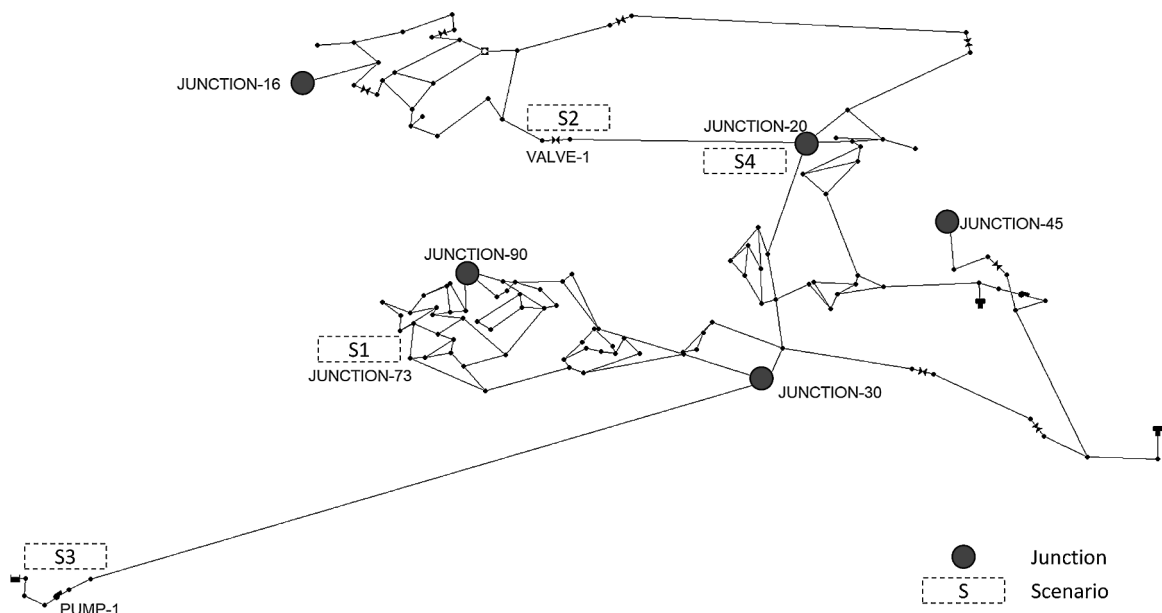 JUNCTION-16
S2
VALVE-1
JUNCTION-20
S4
JUNCTION-45
JUNCTION-90
S1
JUNCTION-73
JUNCTION-30
S3
PUMP-1
Junction
S
Scenario